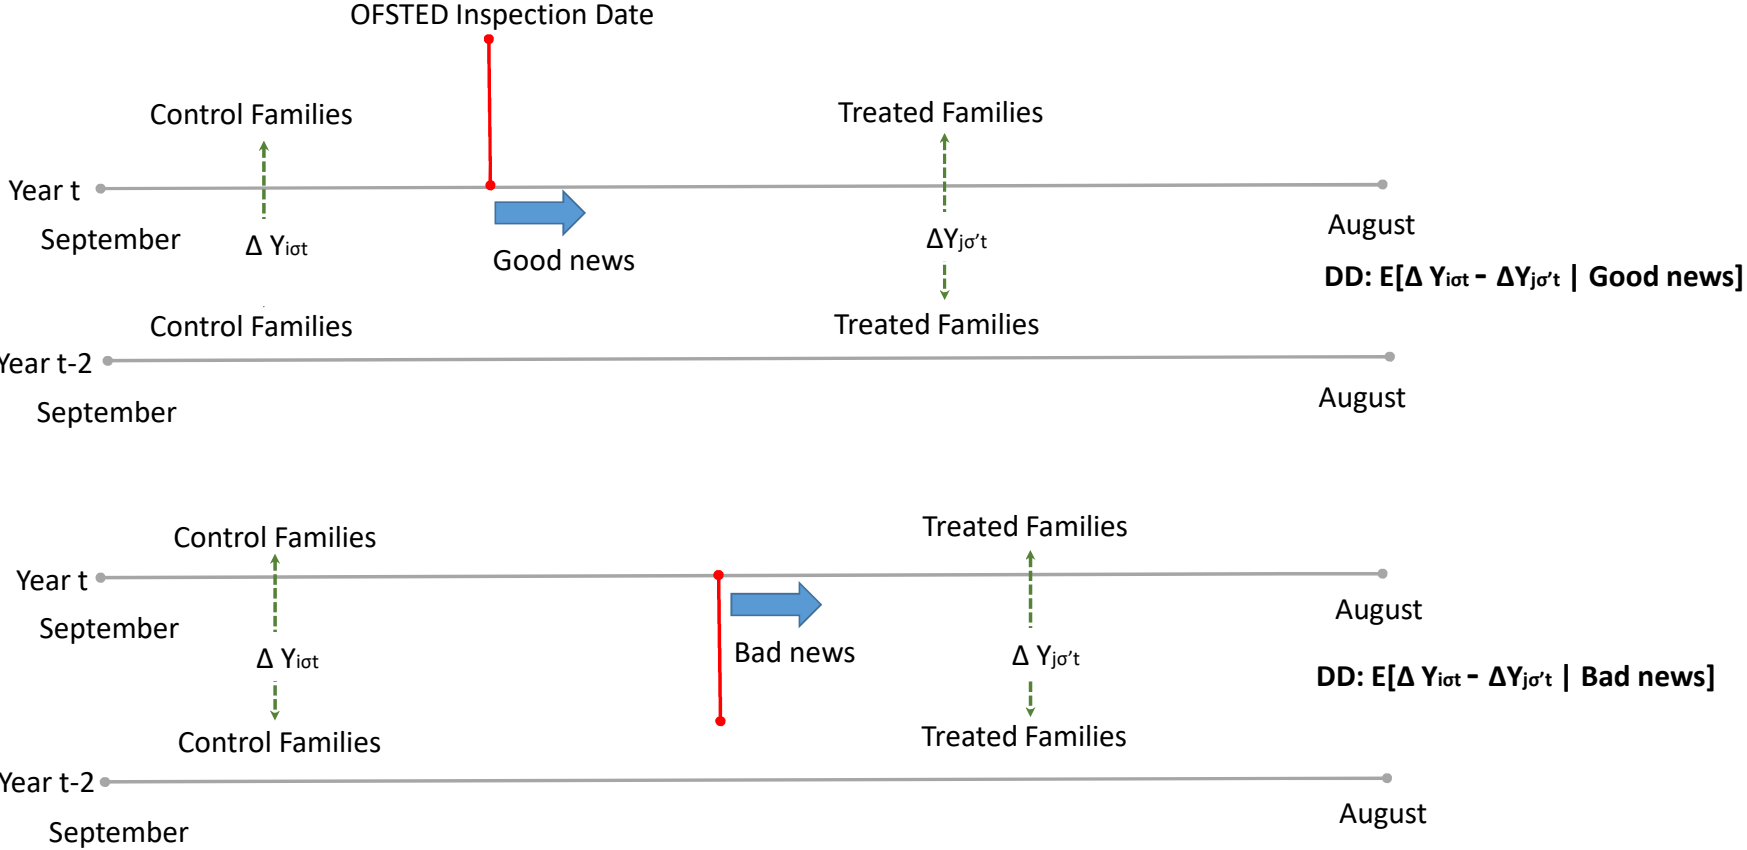 OFSTED Inspection Date
Control Families
Treated Families
Year t
September
Δ Yiσt
Good news
ΔYjσ't
August
DD: E[Δ Yiσt - ΔYjσ't | Good news]
Control Families
Treated Families
Year t-2
September
August
Control Families
Treated Families
Year t
September
Δ Yiσt
Bad news
Δ Yjσ't
August
DD: E[Δ Yiσt - ΔYjσ't | Bad news]
Control Families
Treated Families
Year t-2
September
August